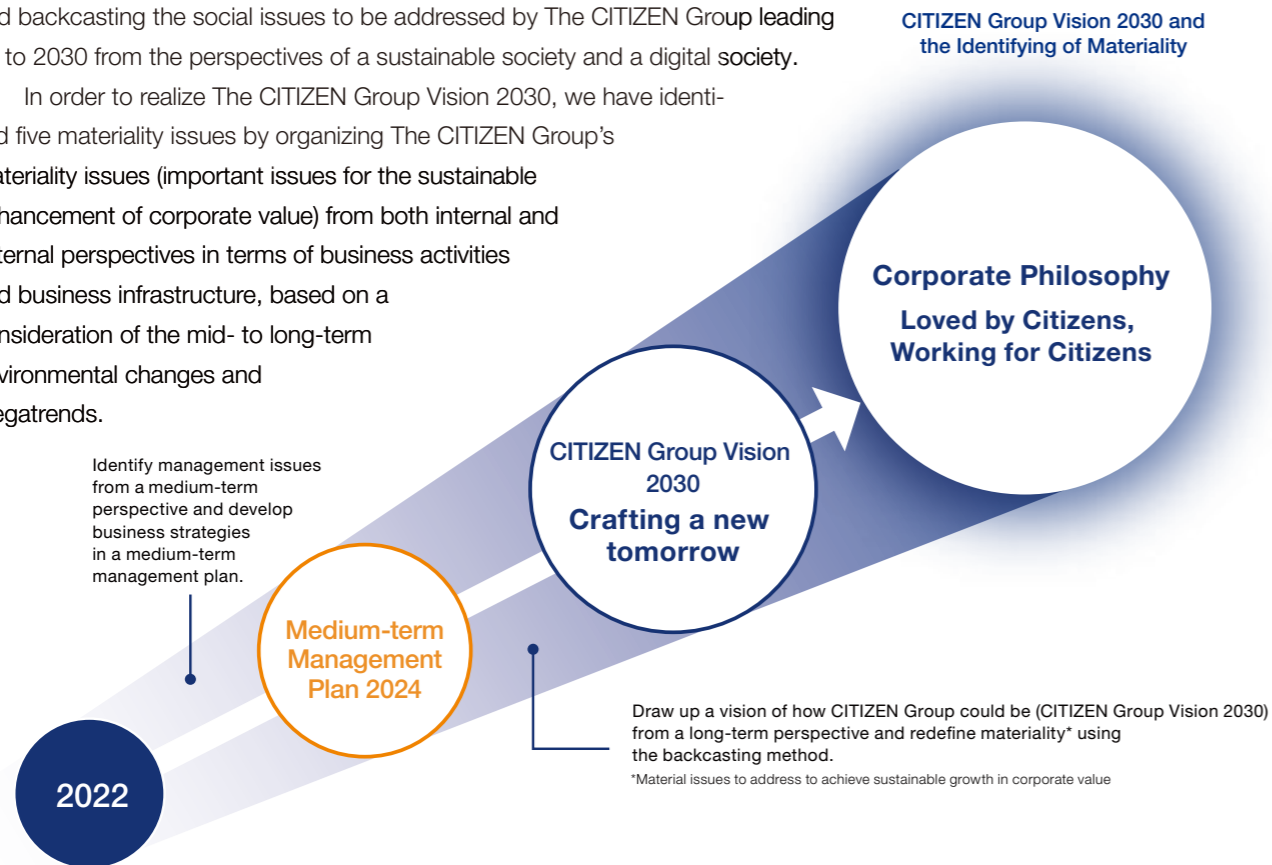 d backcasting the social issues to be addressed by The CITIZEN Group leading
to 2030 from the perspectives of a sustainable society and a digital society.
In order to realize The CITIZEN Group Vision 2030, we have identi-
d five materiality issues by organizing The CITIZEN Group's
ateriality issues (important issues for the sustainable
hancement of corporate value) from both internal and
ternal perspectives in terms of business activities
d business infrastructure, based on a
nsideration of the mid- to long-term
vironmental changes and
egatrends.
CITIZEN Group Vision 2030 and
the Identifying of Materiality
Corporate Philosophy
Loved by Citizens,
Working for Citizens
CITIZEN Group Vision
2030
Crafting a new
tomorrow
Identify management issues
from a medium-term
perspective and develop
business strategies
in a medium-term
management plan.
Medium-term
Management
Plan 2024
Draw up a vision of how CITIZEN Group could be (CITIZEN Group Vision 2030)
from a long-term perspective and redefine materiality* using
the backcasting method.
*Material issues to address to achieve sustainable growth in corporate value
2022